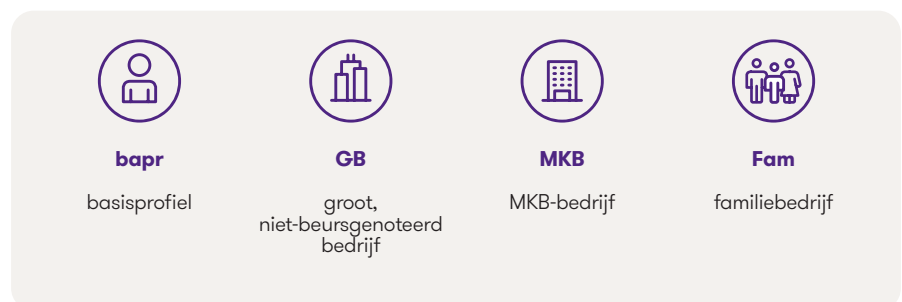 bapr
GB
MKB
Fam
basisprofiel
groot,
niet-beursgenoteerd
bedrijf
MKB-bedrijf
familiebedrijf